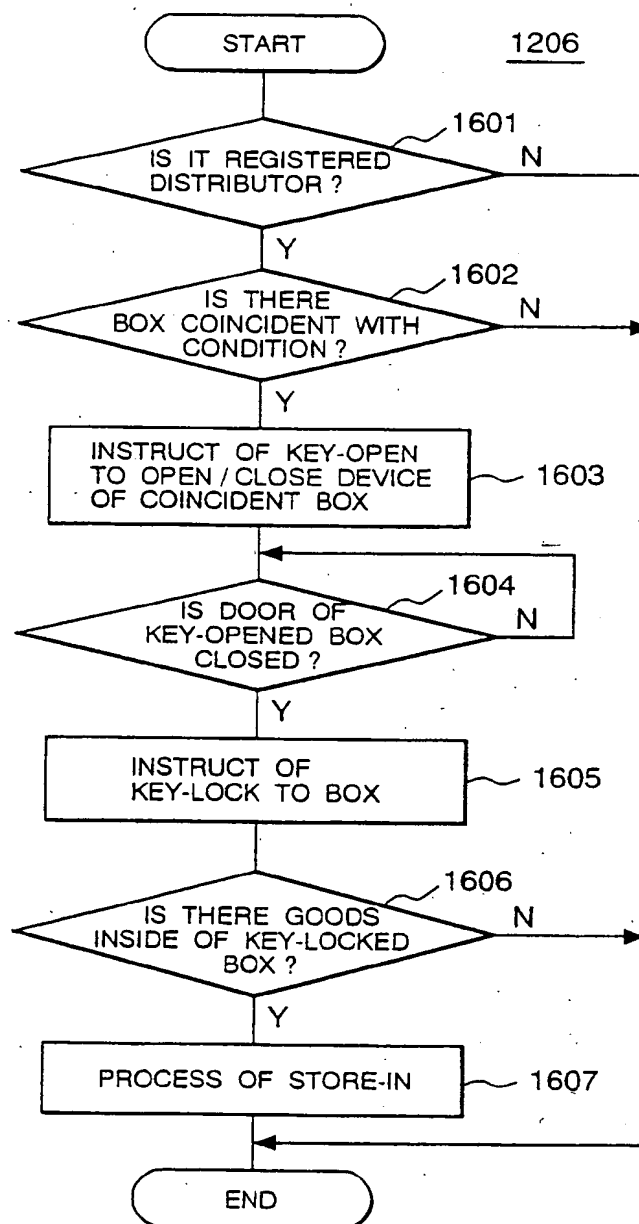 START
1206
1601
IS IT REGISTERED
DISTRIBUTOR ?
N
Y
1602
IS THERE
BOX COINCIDENT WITH
CONDITION ?
N
Y
INSTRUCT OF KEY-OPEN
TO OPEN / CLOSE DEVICE
OF COINCIDENT BOX
1603
1604
IS DOOR OF
KEY-OPENED BOX
CLOSED ?
N
Y
INSTRUCT OF
KEY-LOCK TO BOX
1605
1606
IS THERE GOODS
INSIDE OF KEY-LOCKED
BOX ?
N
Y
PROCESS OF STORE-IN
1607
END